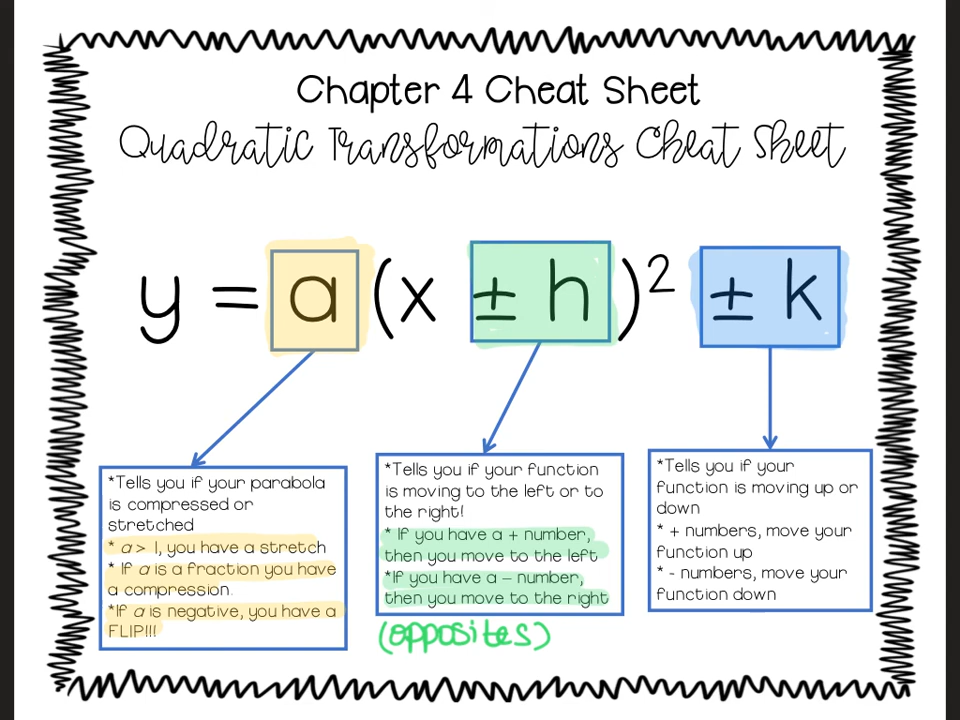 Chapter 4 Cheat Sheet
Quadratic Transformations Cheat Sheet
y = a (x ± h )² ± k
*Tells you if your parabola
is compressed or
stretched
* a > 1, you have a stretch
* If a is a fraction you have
a compression.
*If a is negative, you have a
FLIP!!!
*Tells you if your function
is moving to the left or to
the right!
* If you have a + number,
then you move to the left
*If you have a – number,
then you move to the right
(opposites)
*Tells you if your
function is moving up or
down
* + numbers, move your
function up
* - numbers, move your
function down